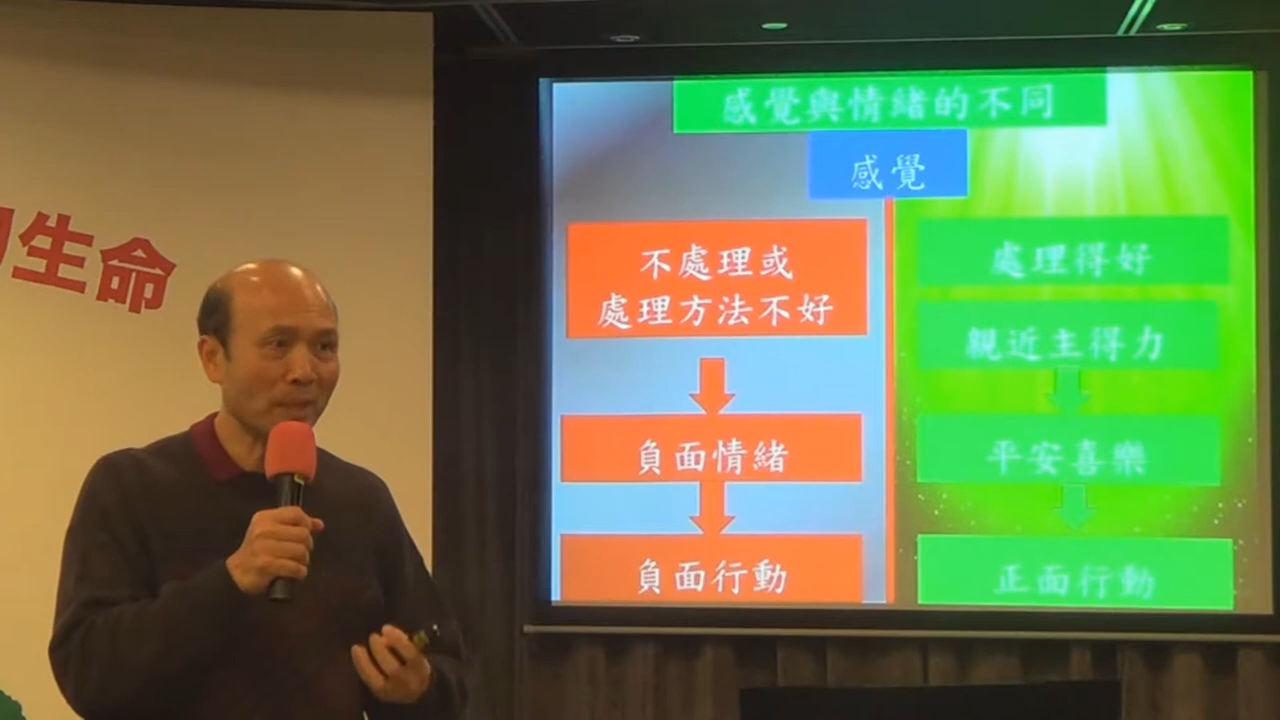 生命
感覺與情緒的不同
感覺
不處理或
處理方法不好
負面情緒
負面行動
處理得好
親近主得力
平安喜樂
正面行動